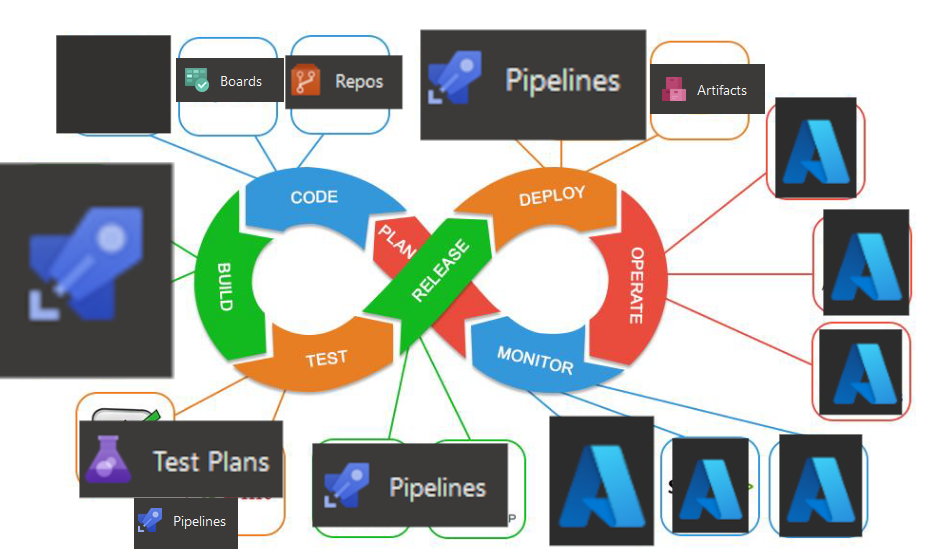 Boards
Repos
Pipelines
Artifacts
CODE
DEPLOY
PLAN
RELEASE
BUILD
OPERATE
TEST
MONITOR
Test Plans
Pipelines
Pipelines